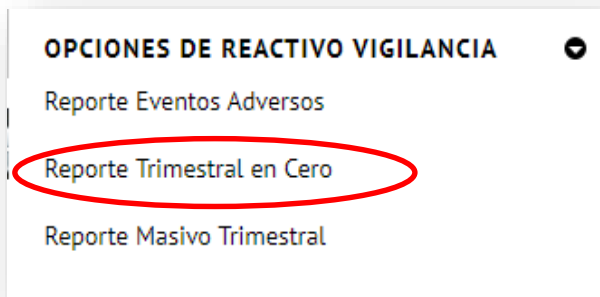 OPCIONES DE REACTIVO VIGILANCIA
Reporte Eventos Adversos
Reporte Trimestral en Cero
Reporte Masivo Trimestral